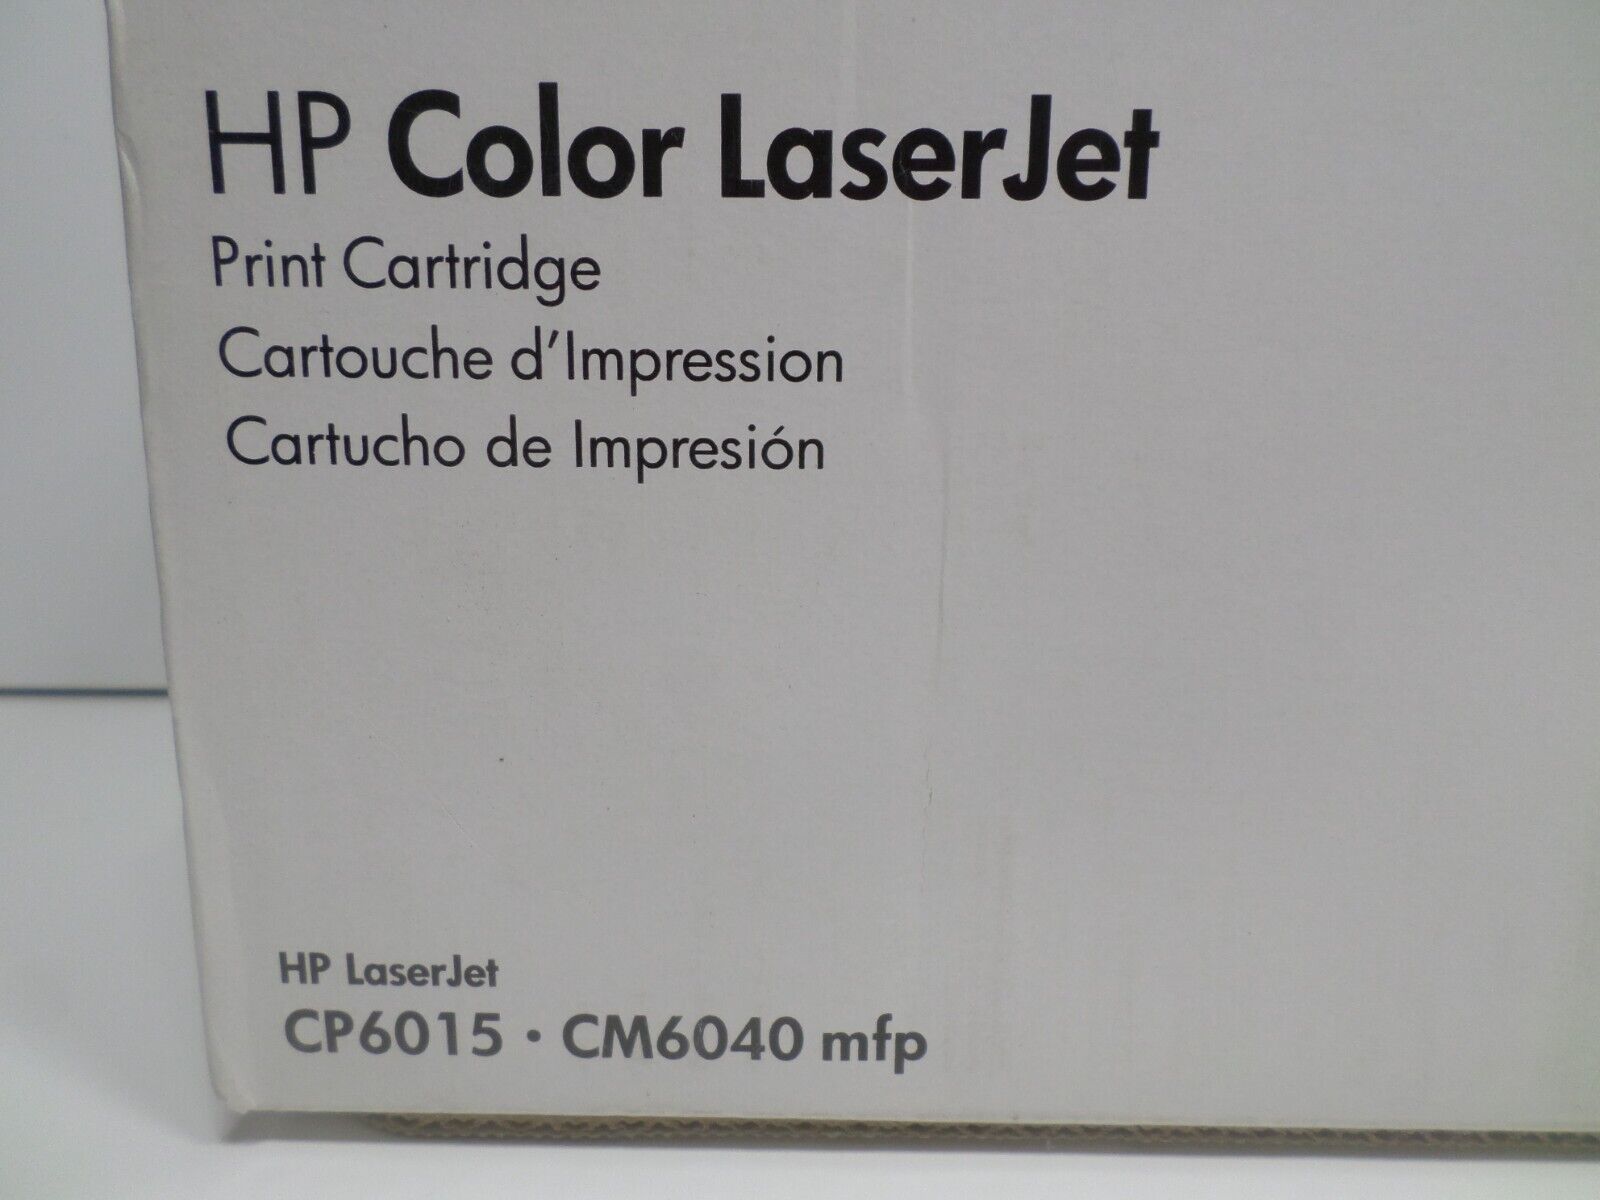 HP Color LaserJet
Print Cartridge
Cartouche d'Impression
Cartucho de Impresión
HP LaserJet
CP6015 · CM6040 mfp